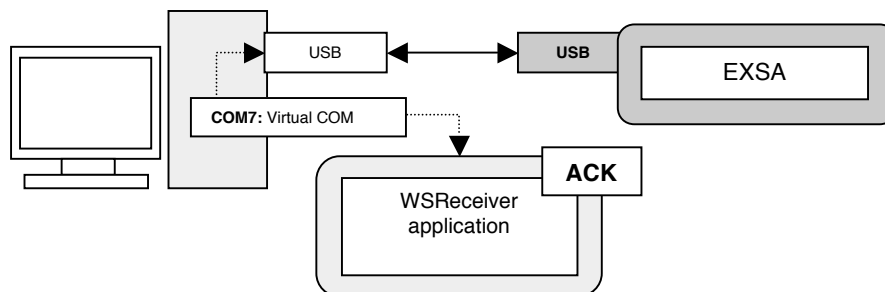 USB
USB
EXSA
COM7: Virtual COM
ACK
WSReceiver
application